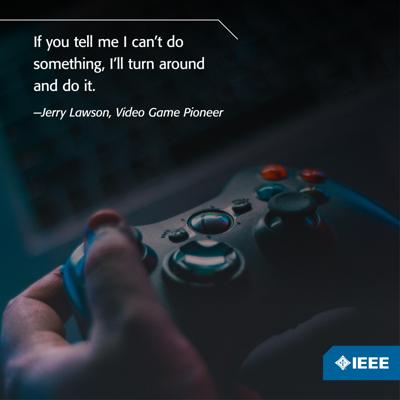 If you tell me I can’t do
something, I’ll turn around
and do it.
—Jerry Lawson, Video Game Pioneer
IEEE